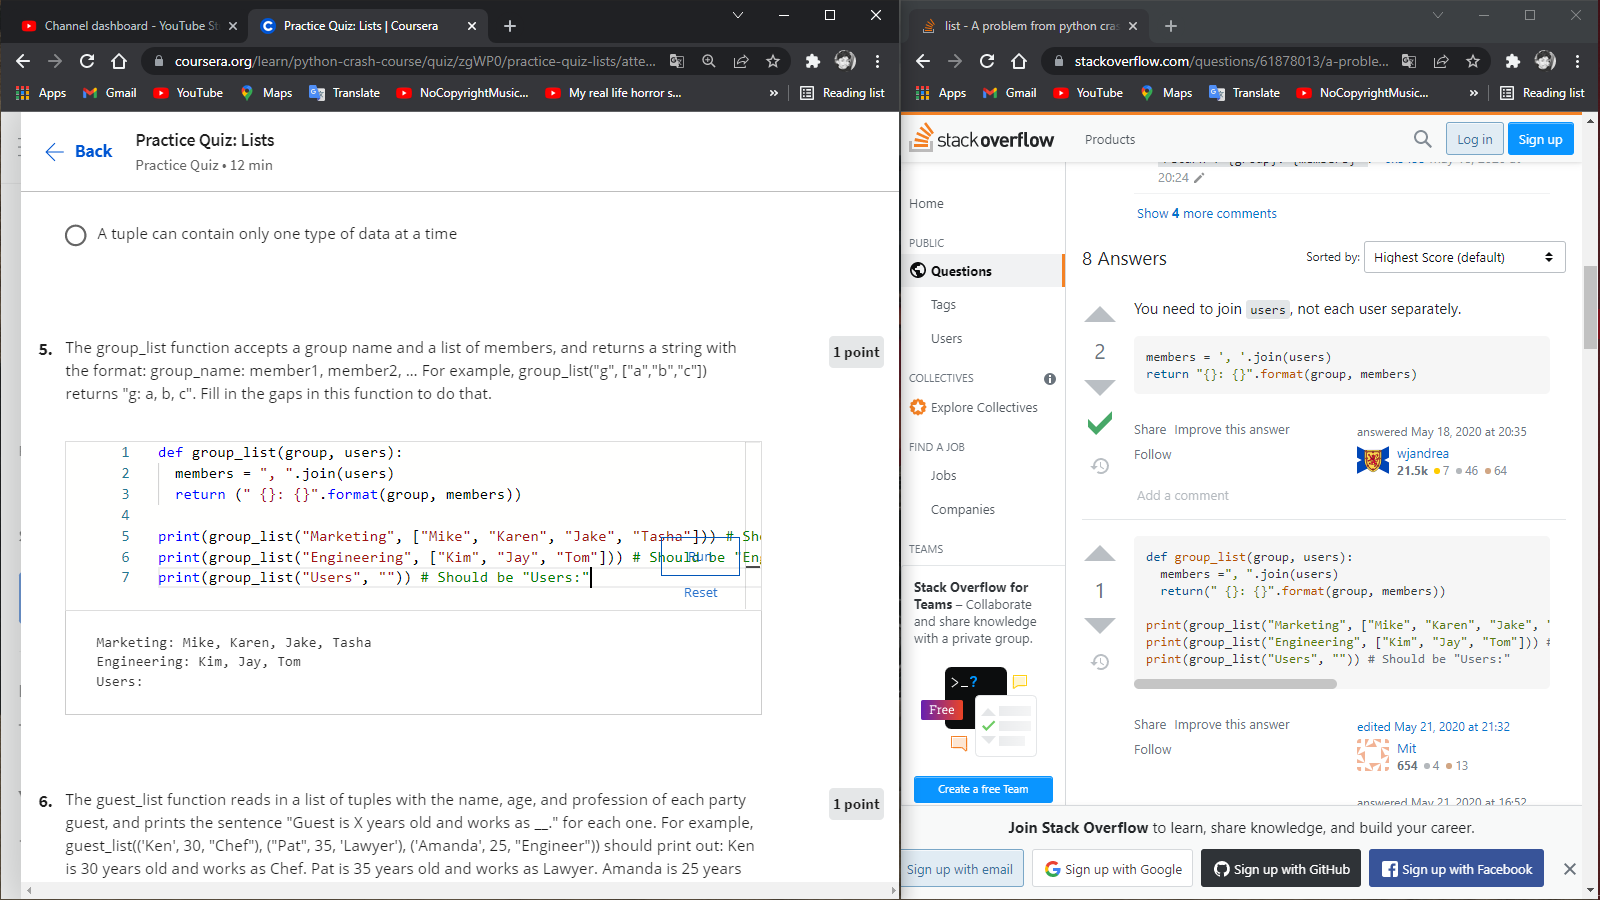 Channel dashboard - YouTube St
Practice Quiz: Lists | Coursera
coursera.org/learn/python-crash-course/quiz/zgWP0/practice-quiz-lists/atte...
Apps
Gmail
YouTube
Maps
Translate
NoCopyrightMusic...
My real life horror s...
»
Reading list
Back
Practice Quiz: Lists
Practice Quiz • 12 min
A tuple can contain only one type of data at a time
5. The group_list function accepts a group name and a list of members, and returns a string with
the format: group_name: member1, member2, ... For example, group_list("g", ["a","b","c"])
returns "g: a, b, c". Fill in the gaps in this function to do that.
1 point
1 def group_list(group, users):
2 members = ", ".join(users)
3 return (" {}: {}".format(group, members))
4
5 print(group_list("Marketing", ["Mike", "Karen", "Jake", "Tasha"])) # Sho
6 print(group_list("Engineering", ["Kim", "Jay", "Tom"])) # Should be "Eng
7 print(group_list("Users", "")) # Should be "Users:"
Run
Reset
Marketing: Mike, Karen, Jake, Tasha
Engineering: Kim, Jay, Tom
Users:
6. The guest_list function reads in a list of tuples with the name, age, and profession of each party
guest, and prints the sentence "Guest is X years old and works as __." for each one. For example,
guest_list(('Ken', 30, "Chef"), ("Pat", 35, 'Lawyer'), ('Amanda', 25, "Engineer")) should print out: Ken
is 30 years old and works as Chef. Pat is 35 years old and works as Lawyer. Amanda is 25 years
1 point
list - A problem from python cras
stackoverflow.com/questions/61878013/a-proble...
Apps
Gmail
YouTube
Maps
Translate
NoCopyrightMusic...
»
Reading list
stackoverflow
Products
Log in
Sign up
Home
PUBLIC
Questions
Tags
Users
COLLECTIVES
Explore Collectives
FIND A JOB
Jobs
Companies
TEAMS
Stack Overflow for
Teams – Collaborate
and share knowledge
with a private group.
>_?
Free
Create a free Team
20:24
Show 4 more comments
8 Answers
Sorted by:
Highest Score (default)
You need to join users, not each user separately.
2
members = ', '.join(users)
return "{}: {}".format(group, members)
Share Improve this answer
Follow
answered May 18, 2020 at 20:35
wjandrea
21.5k 7 46 64
Add a comment
1
def group_list(group, users):
members =", ".join(users)
return(" {}: {}".format(group, members))
print(group_list("Marketing", ["Mike", "Karen", "Jake", "
print(group_list("Engineering", ["Kim", "Jay", "Tom"])) #
print(group_list("Users", "")) # Should be "Users:"
Share Improve this answer
Follow
edited May 21, 2020 at 21:32
Mit
654 4 13
answered May 21, 2020 at 16:52
Join Stack Overflow to learn, share knowledge, and build your career.
Sign up with email
Sign up with Google
Sign up with GitHub
Sign up with Facebook